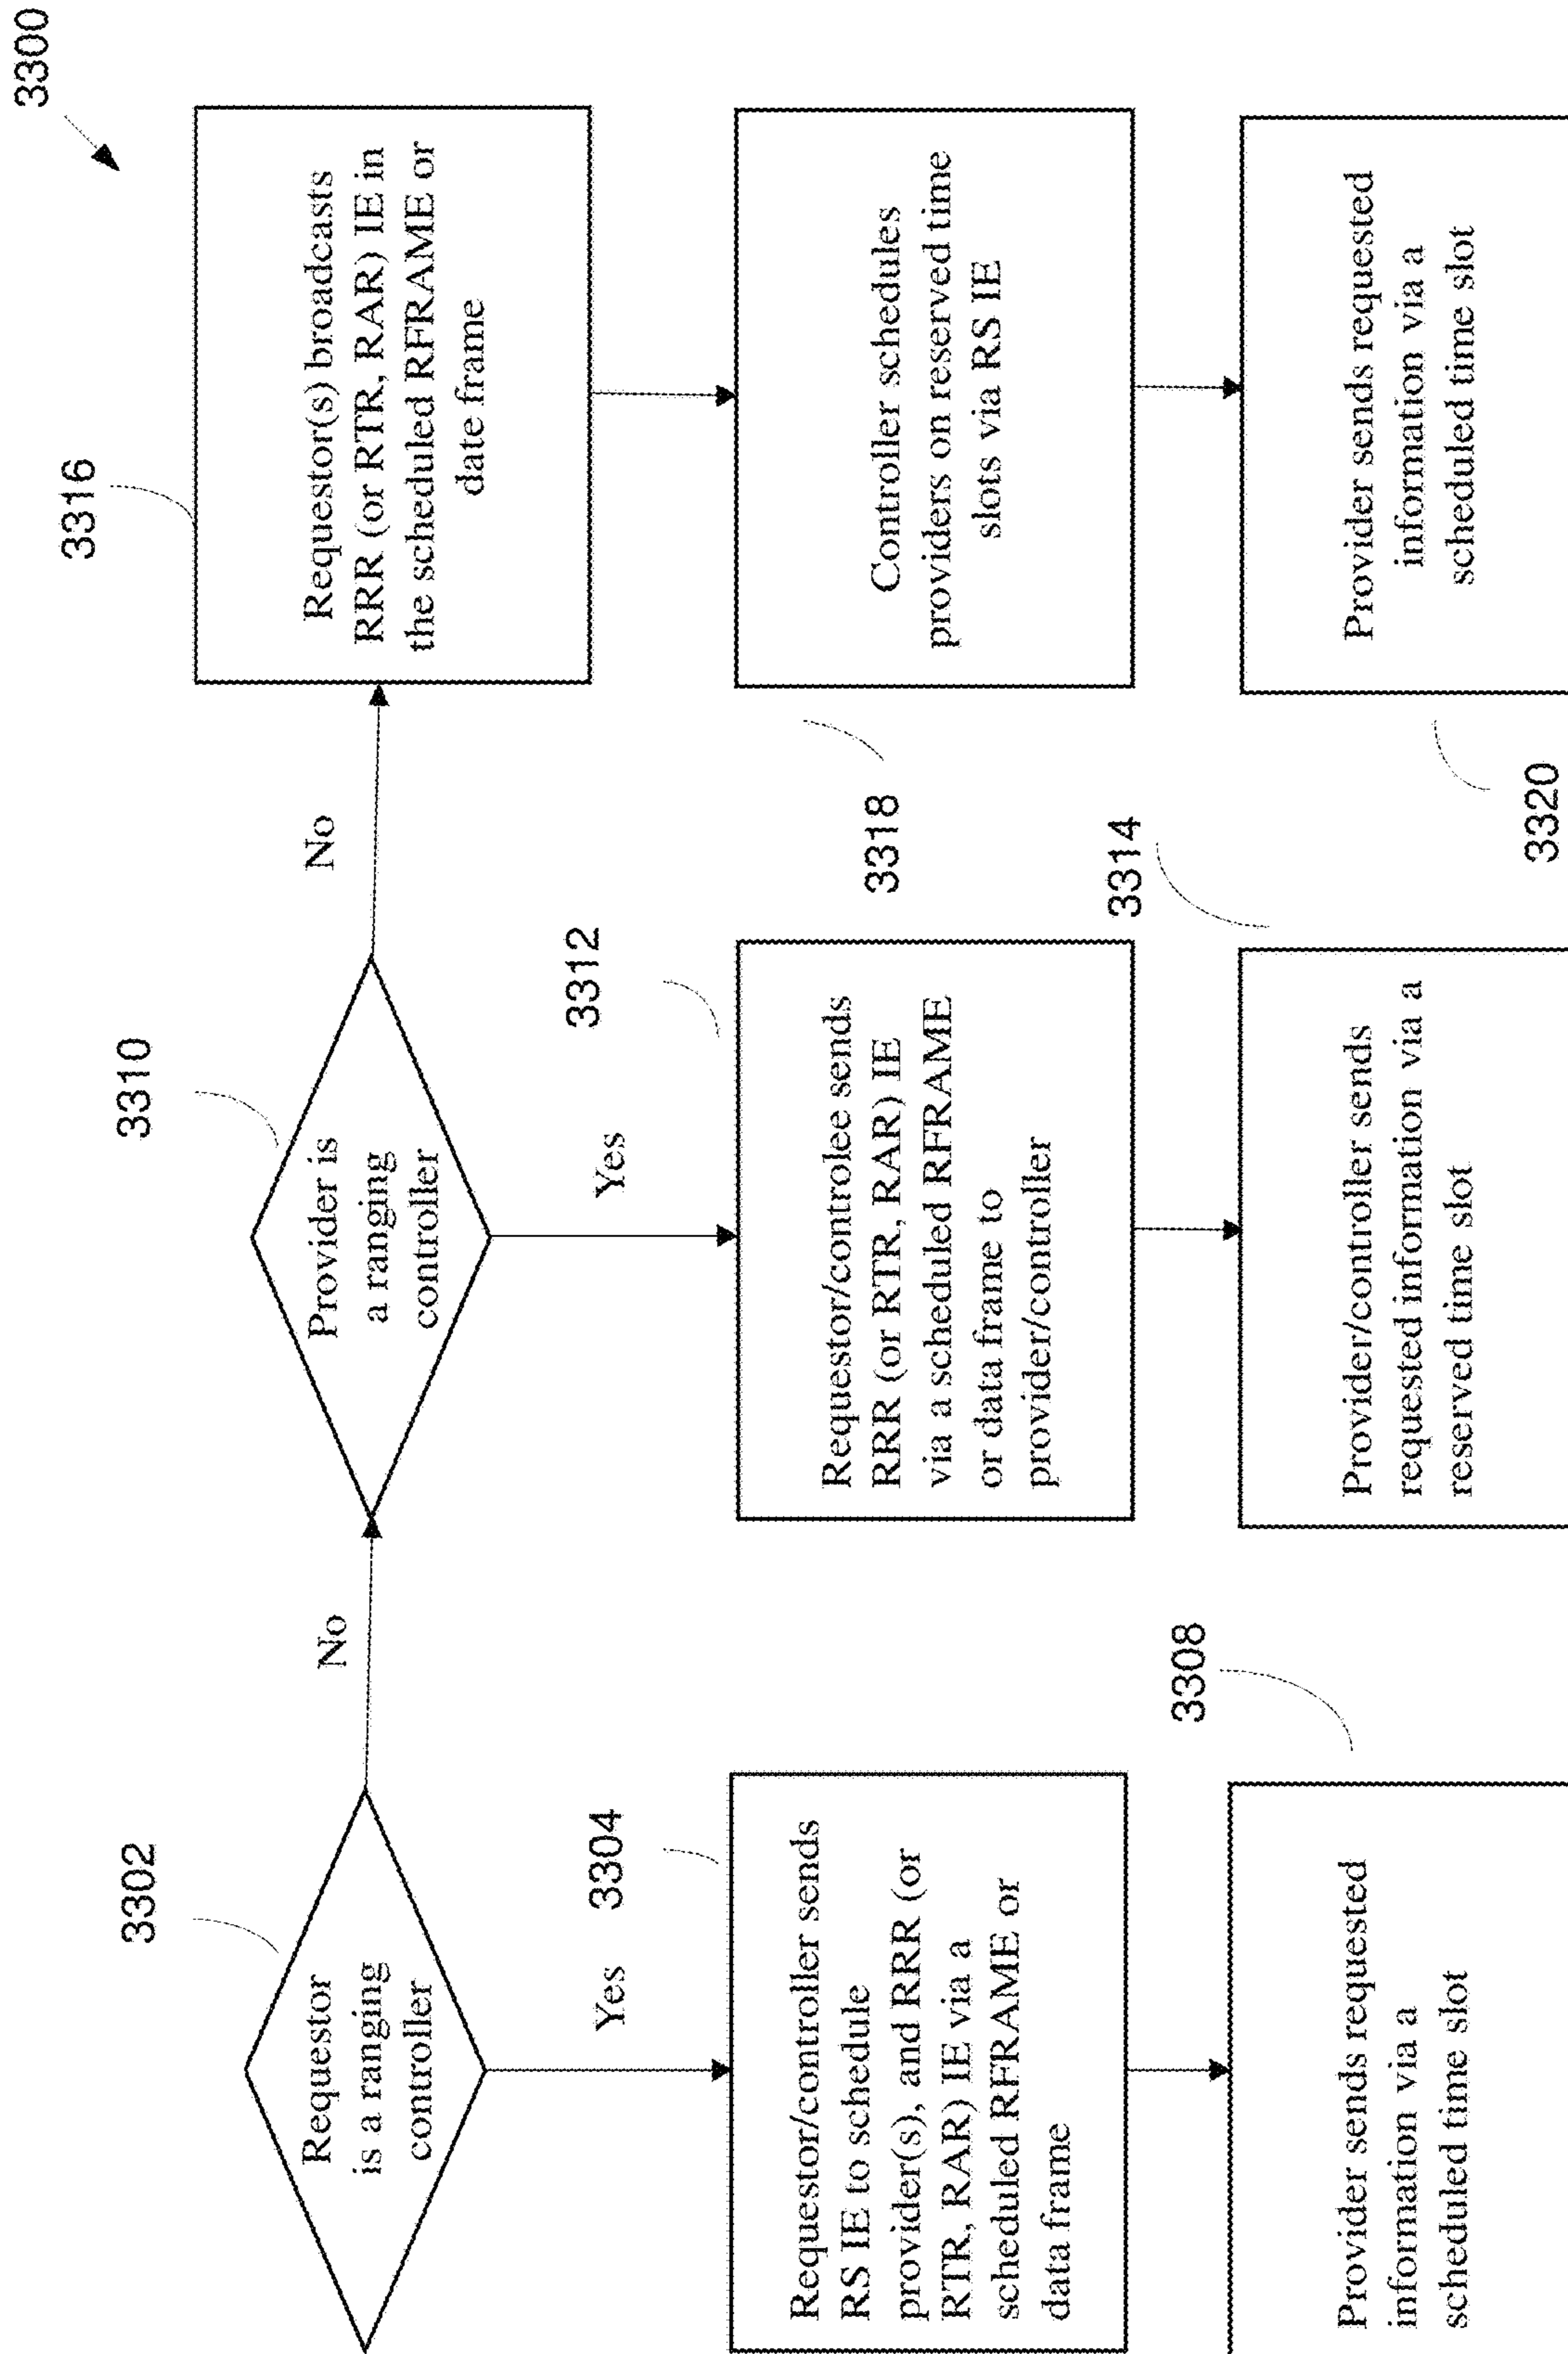 3300
3302
Requestor
is a ranging
controller
No
3310
Provider is
a ranging
controller
No
3316
Requestor(s) broadcasts
RRR (or RTR, RAR) IE in
the scheduled RFRAME or
date frame
Yes
3304
Requestor/controller sends
RS IE to schedule
provider(s), and RRR (or
RTR, RAR) IE via a
scheduled RFRAME or
data frame
Yes
3312
Requestor/controlee sends
RRR (or RTR, RAR) IE
via a scheduled RFRAME
or data frame to
provider/controller
3318
Controller schedules
providers on reserved time
slots via RS IE
3308
Provider sends requested
information via a
scheduled time slot
3314
Provider/controller sends
requested information via a
reserved time slot
3320
Provider sends requested
information via a
scheduled time slot